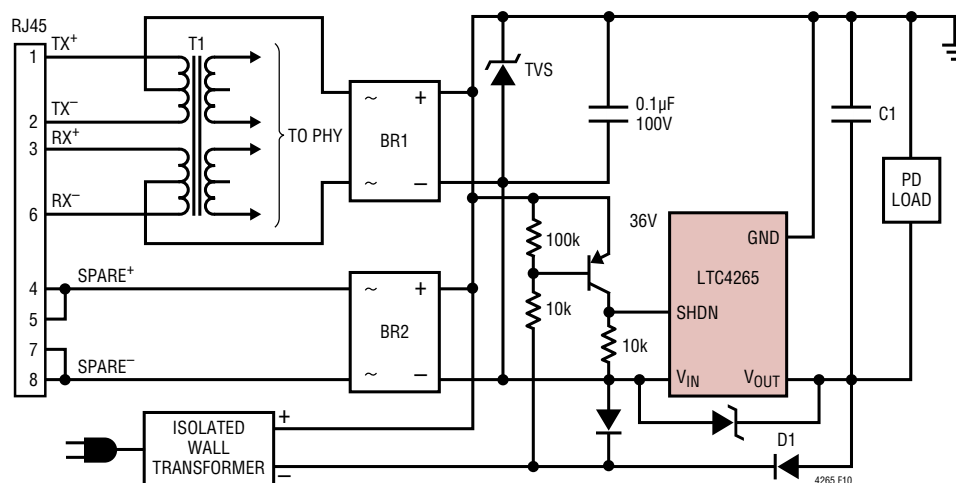 RJ45
1
TX+
T1
2
TX−
3
RX+
6
RX−
TO PHY
~
+
BR1
~
−
TVS
0.1µF
100V
C1
PD
LOAD
36V
GND
LTC4265
SHDN
VIN
VOUT
100k
10k
10k
4
SPARE+
5
7
8
SPARE−
~
+
BR2
~
−
ISOLATED
WALL
TRANSFORMER
+
−
D1
4265 F10